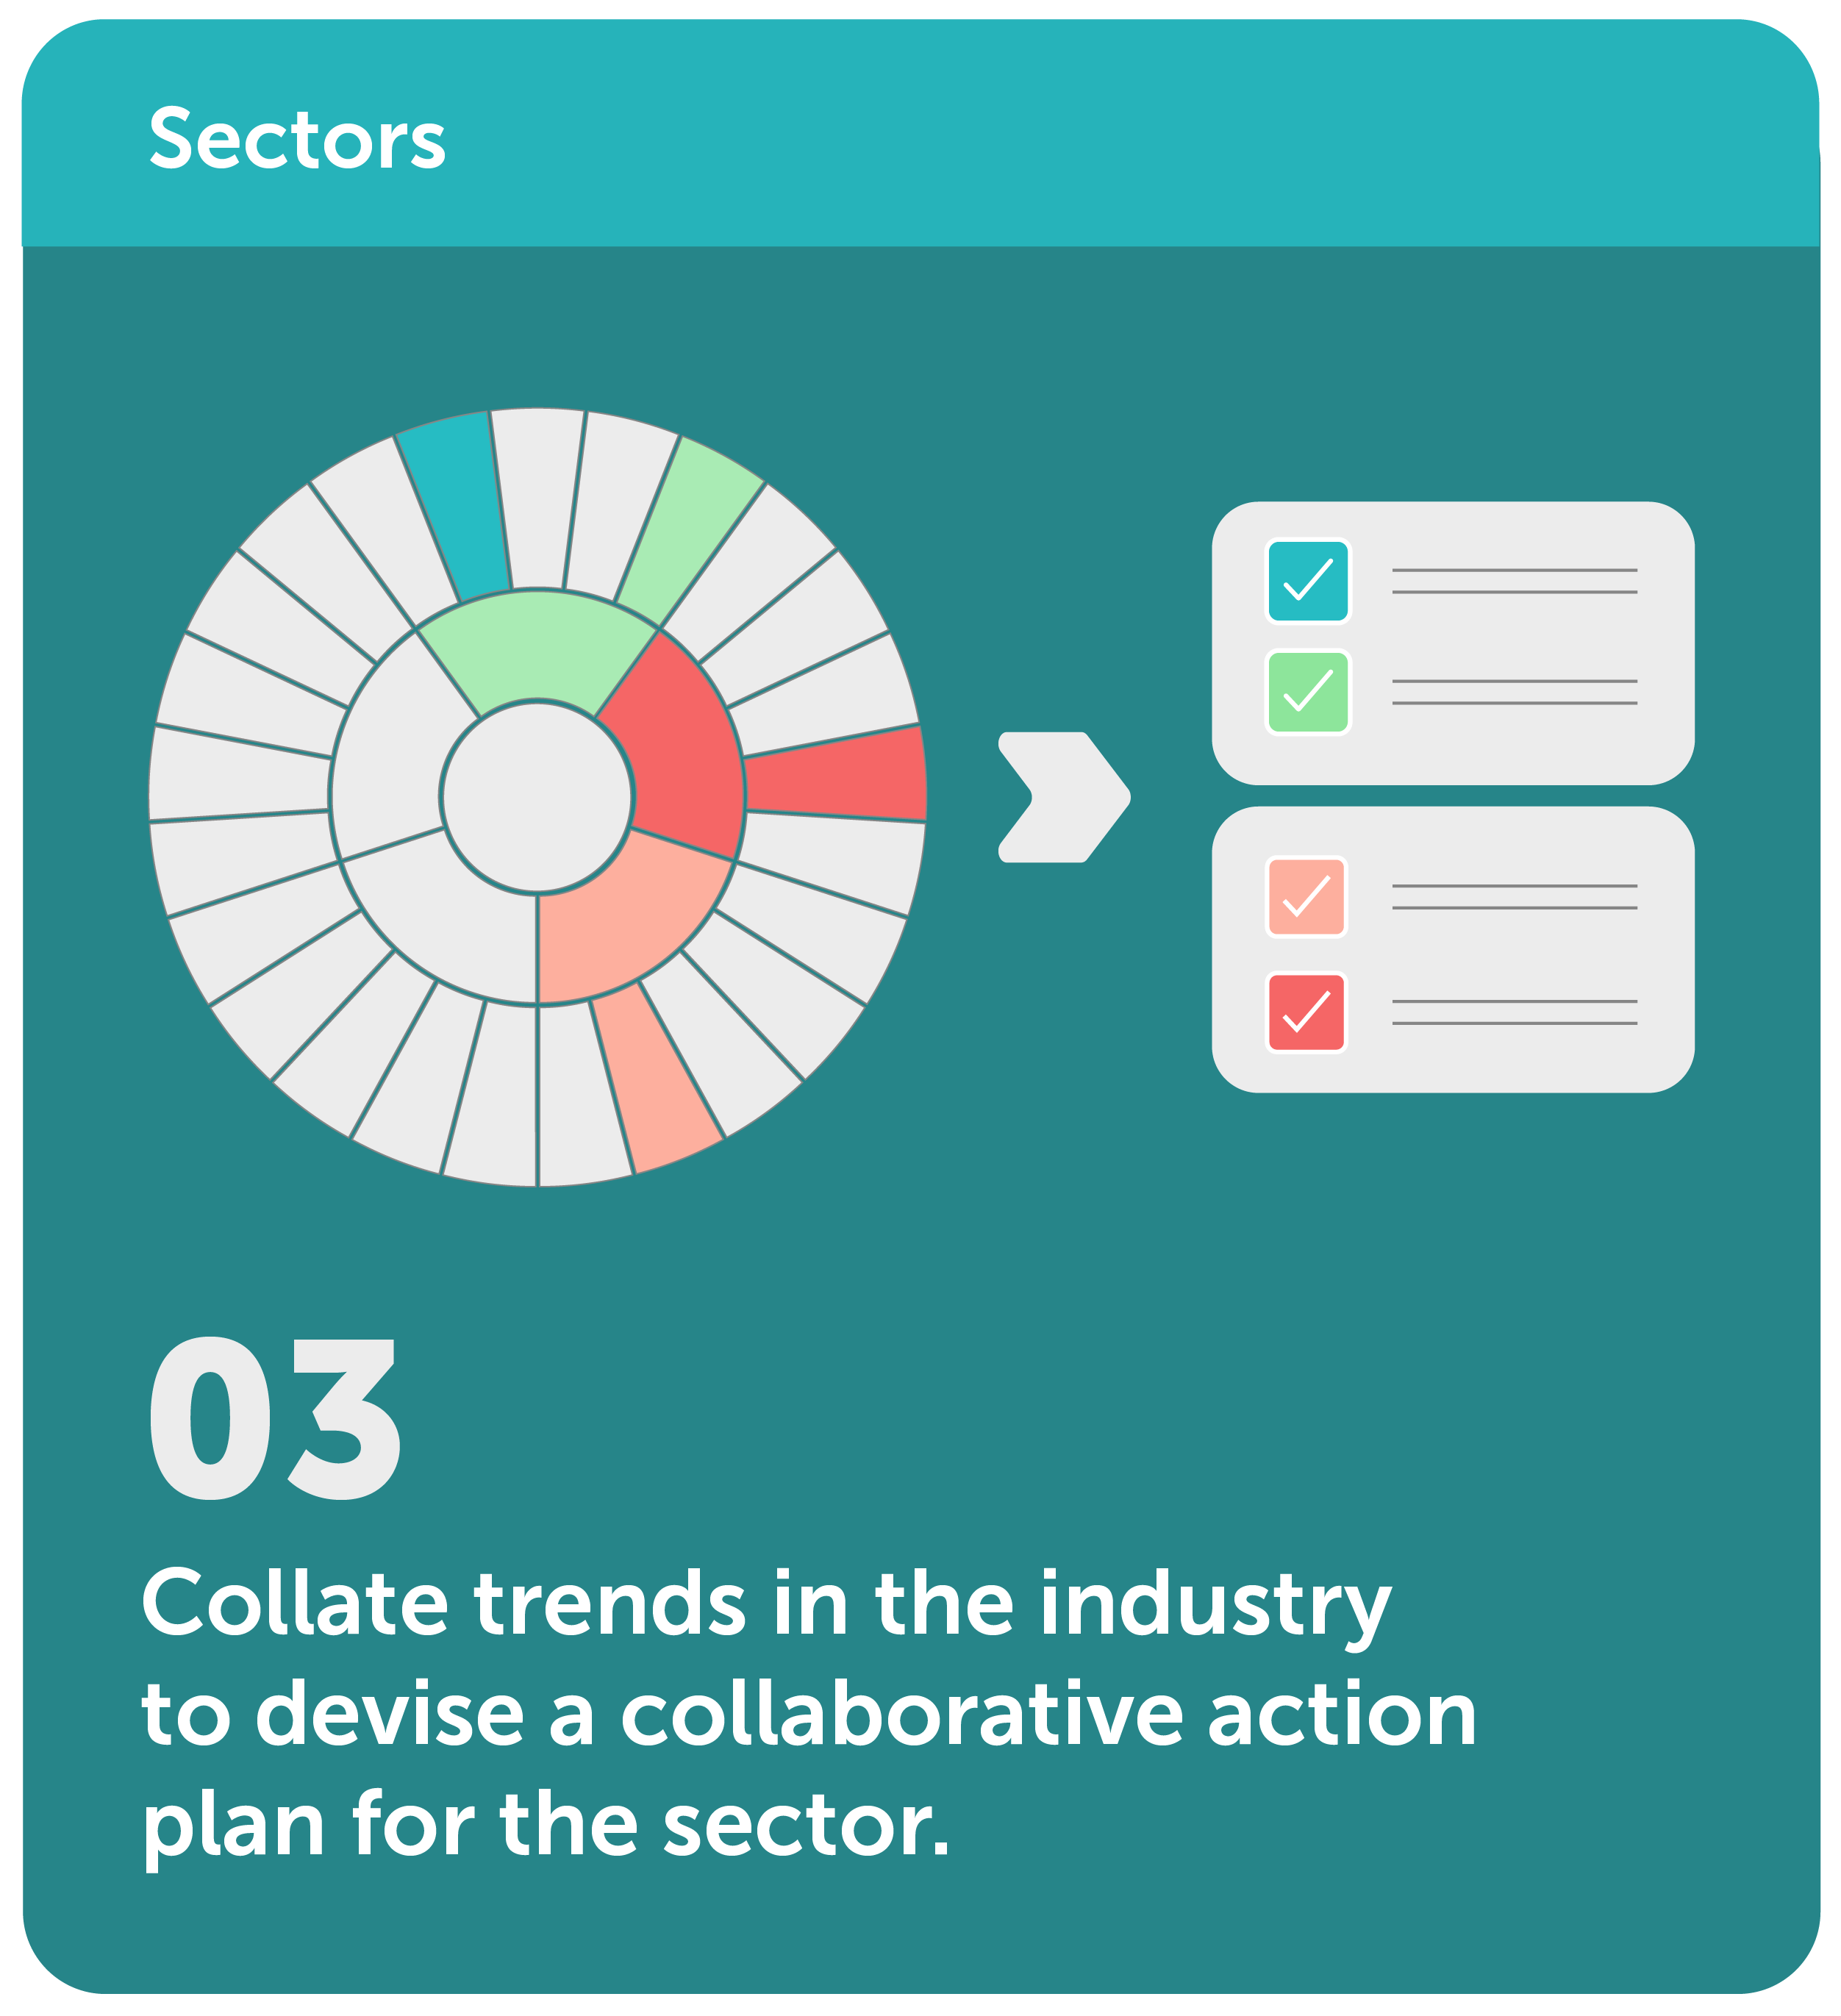 Sectors
03
Collate trends in the industry
to devise a collaborative action
plan for the sector.